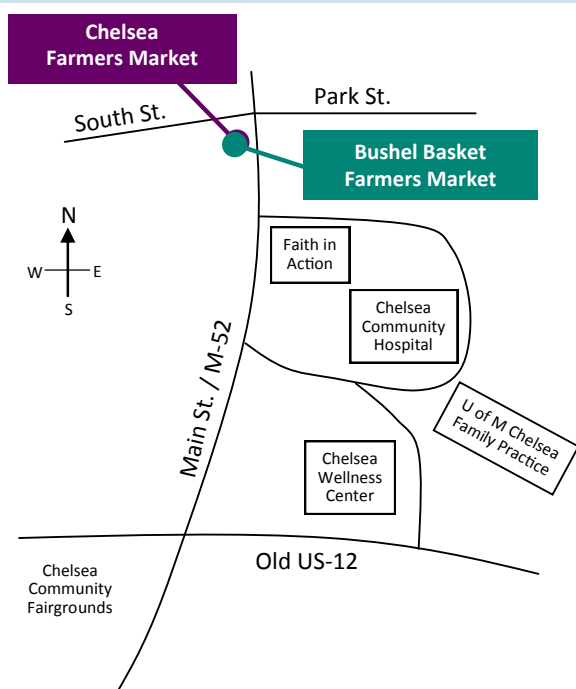 Chelsea
Farmers Market
Park St.
South St.
Bushel Basket
Farmers Market
N
W
E
S
Faith in
Action
Chelsea
Community
Hospital
Main St. / M-52
U of M Chelsea
Family Practice
Chelsea
Wellness
Center
Old US-12
Chelsea
Community
Fairgrounds